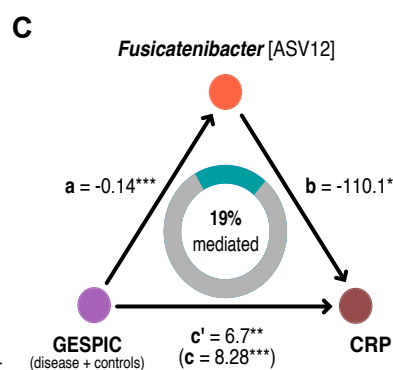 C
Fusicatenibacter [ASV12]
a = -0.14***
b = -110.1*
19%
mediated
GESPIC
(disease + controls)
c' = 6.7**
(c = 8.28***)
CRP